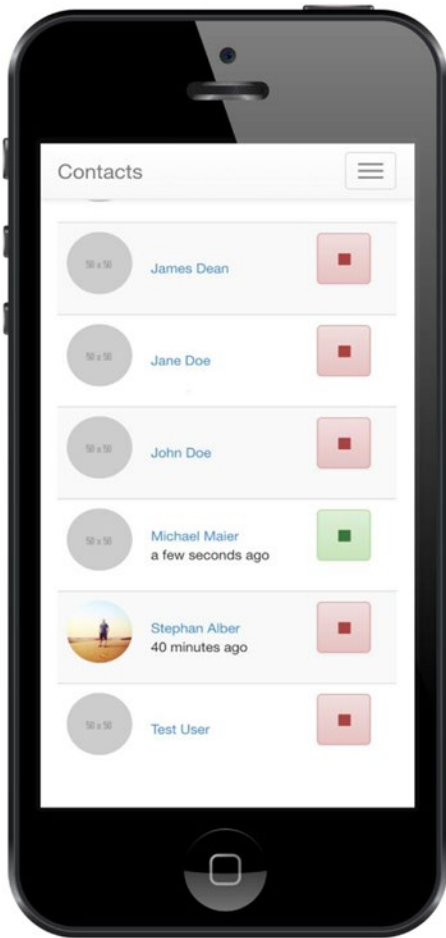 Contacts
50 x 50
James Dean
50 x 50
Jane Doe
50 x 50
John Doe
50 x 50
Michael Maier
a few seconds ago
Stephan Alber
40 minutes ago
50 x 50
Test User